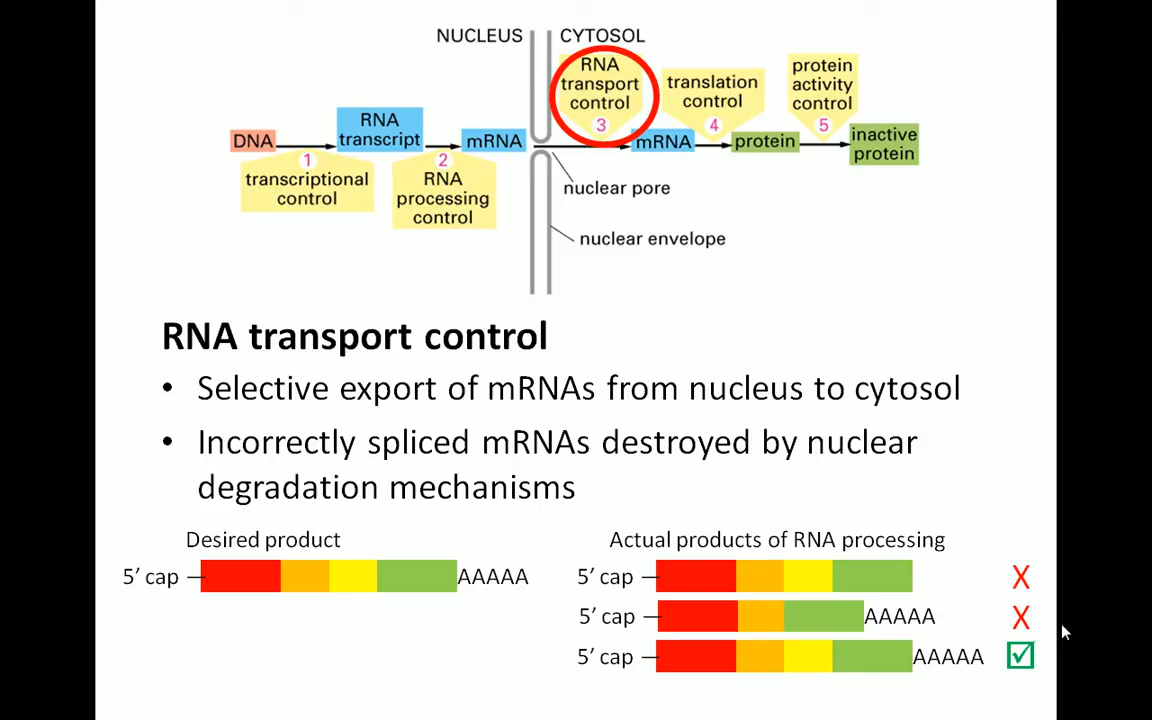 NUCLEUS CYTOSOL
RNA
transport
control
3
translation
control
4
protein
activity
control
5
DNA
RNA
transcript
mRNA
mRNA
protein
inactive
protein
1
transcriptional
control
2
RNA
processing
control
nuclear pore
nuclear envelope
RNA transport control
• Selective export of mRNAs from nucleus to cytosol
• Incorrectly spliced mRNAs destroyed by nuclear
degradation mechanisms
Desired product
5′ cap AAAAA
Actual products of RNA processing
5′ cap X
5′ cap AAAAA X
5′ cap AAAAA ☑